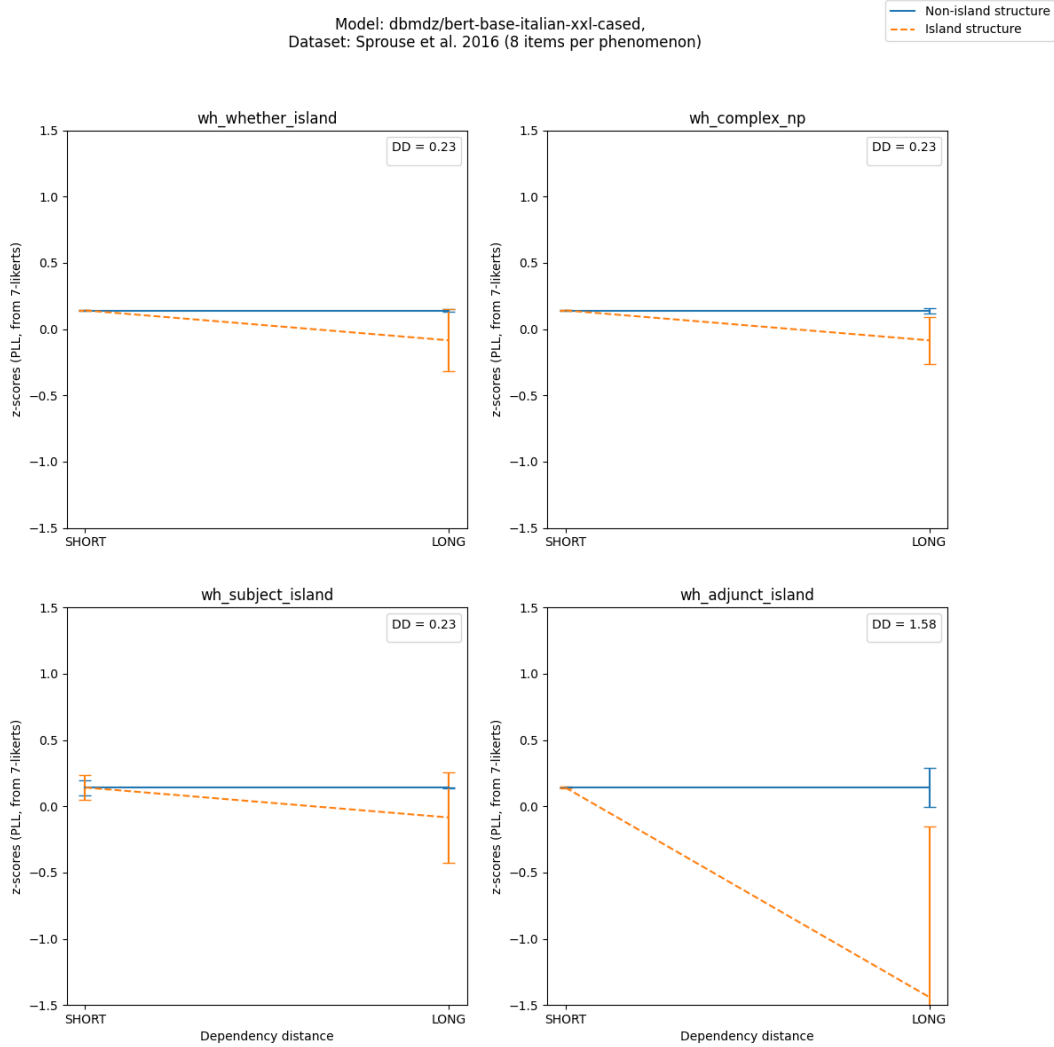 Model: dbmdz/bert-base-italian-xxl-cased,
Dataset: Sprouse et al. 2016 (8 items per phenomenon)
Non-island structure
Island structure
wh_whether_island
DD = 0.23
z-scores (PLL, from 7-likerts)
1.5
1.0
0.5
0.0
−0.5
−1.0
−1.5
SHORT
LONG
wh_complex_np
DD = 0.23
z-scores (PLL, from 7-likerts)
1.5
1.0
0.5
0.0
−0.5
−1.0
−1.5
SHORT
LONG
wh_subject_island
DD = 0.23
z-scores (PLL, from 7-likerts)
1.5
1.0
0.5
0.0
−0.5
−1.0
−1.5
SHORT
LONG
Dependency distance
wh_adjunct_island
DD = 1.58
z-scores (PLL, from 7-likerts)
1.5
1.0
0.5
0.0
−0.5
−1.0
−1.5
SHORT
LONG
Dependency distance